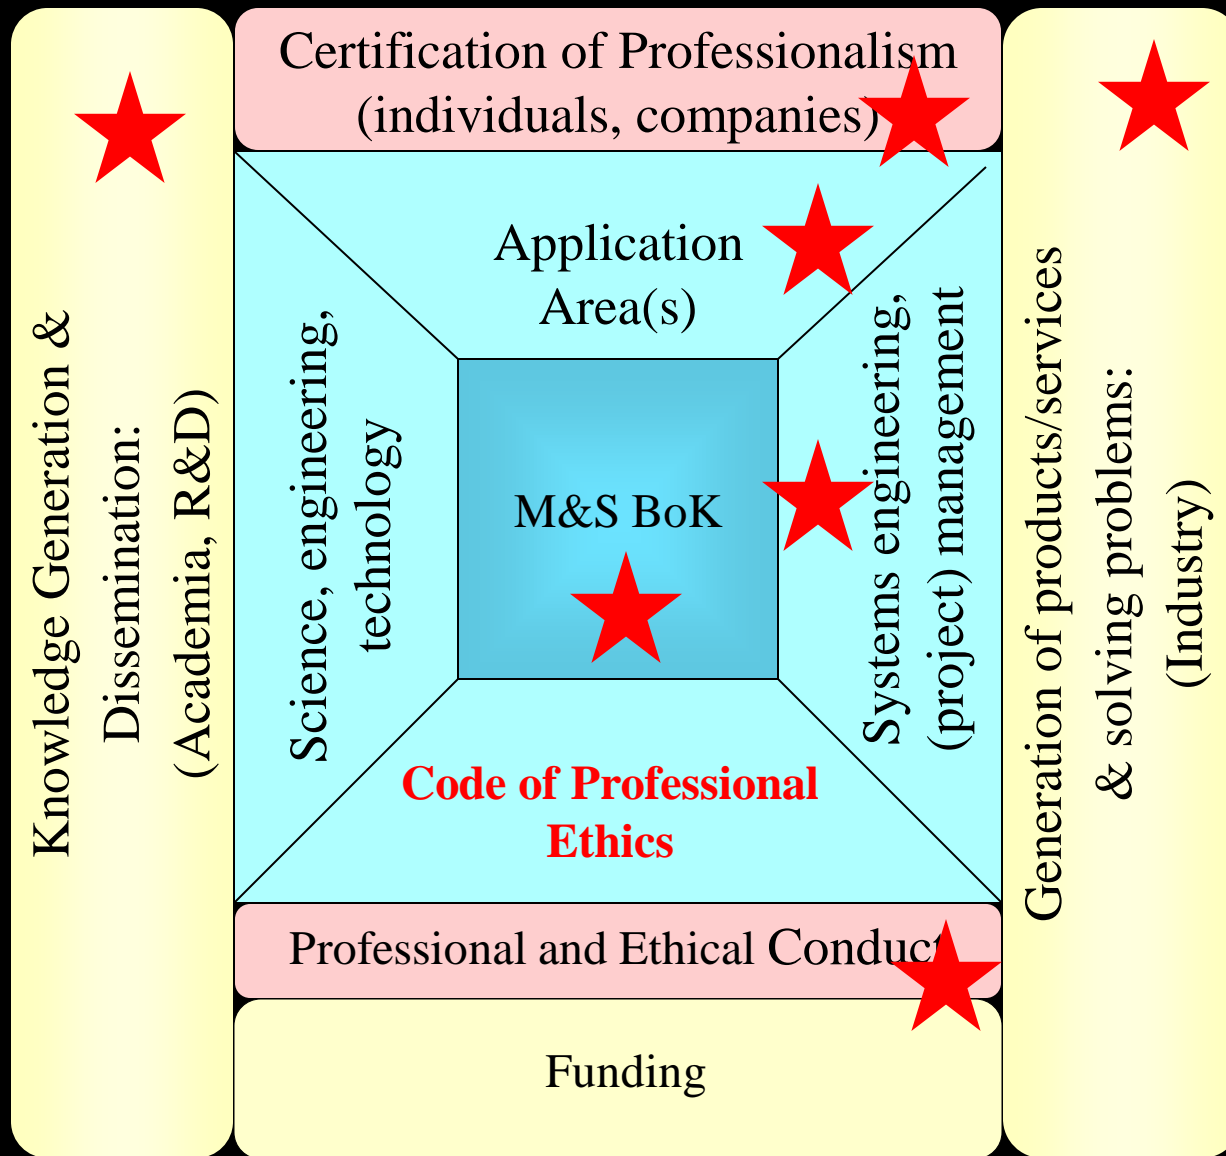 Certification of Professionalism
(individuals, companies)
Knowledge Generation &
Dissemination:
(Academia, R&D)
Application
Area(s)
Science, engineering,
technology
M&S BoK
Systems engineering,
(project) management
Generation of products/services
& solving problems:
(Industry)
Code of Professional
Ethics
Professional and Ethical Conduct
Funding